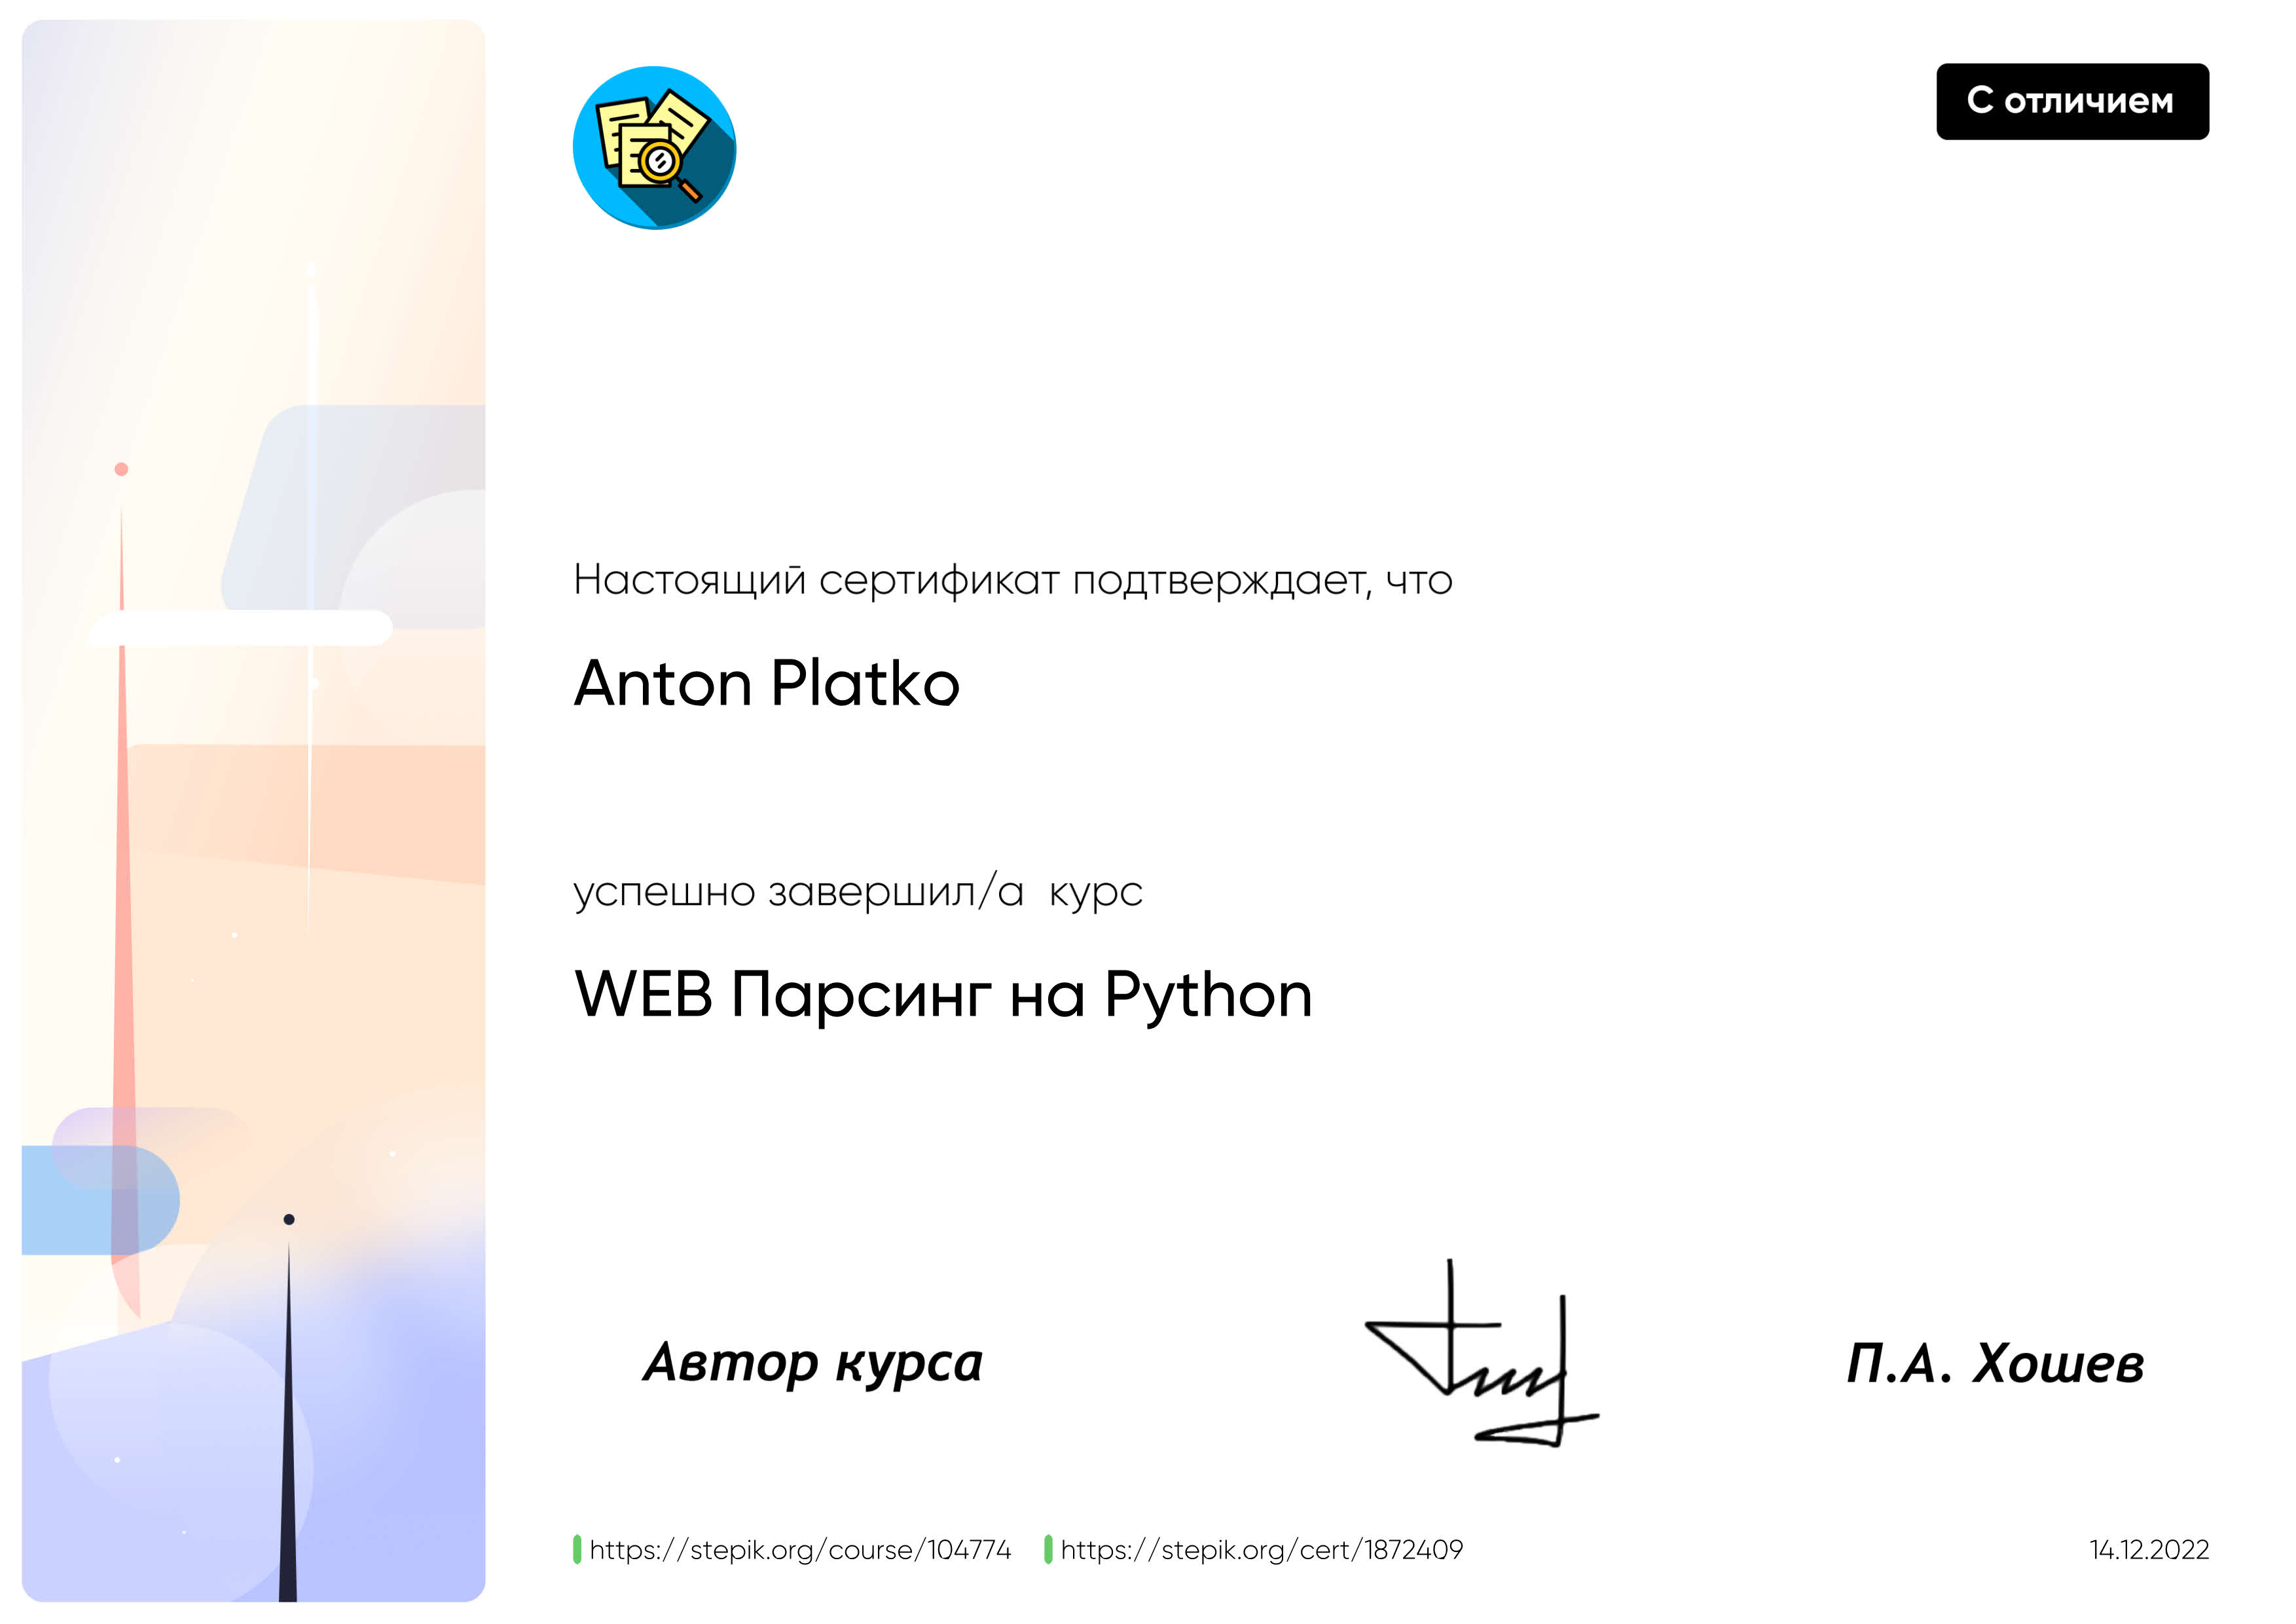 С отличием
Настоящий сертификат подтверждает, что
Anton Platko
успешно завершил/а курс
WEB Парсинг на Python
Автор курса
П.А. Хошев
https://stepik.org/course/104774
https://stepik.org/cert/1872409
14.12.2022